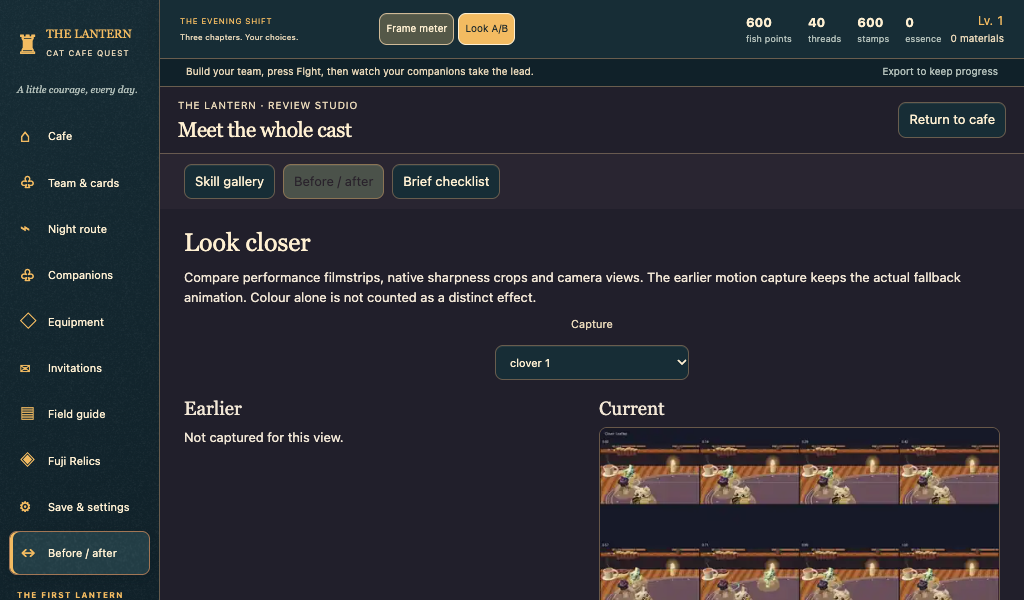 THE LANTERN
CAT CAFE QUEST
A little courage, every day.
Cafe
Team & cards
Night route
Companions
Equipment
Invitations
Field guide
Fuji Relics
Save & settings
Before / after
THE FIRST LANTERN
THE EVENING SHIFT
Three chapters. Your choices.
Frame meter
Look A/B
600
fish points
40
threads
600
stamps
0
essence
Lv. 1
0 materials
Build your team, press Fight, then watch your companions take the lead.
Export to keep progress
THE LANTERN · REVIEW STUDIO
Meet the whole cast
Return to cafe
Skill gallery
Before / after
Brief checklist
Look closer
Compare performance filmstrips, native sharpness crops and camera views. The earlier motion capture keeps the actual fallback
animation. Colour alone is not counted as a distinct effect.
Capture
clover 1
Earlier
Not captured for this view.
Current